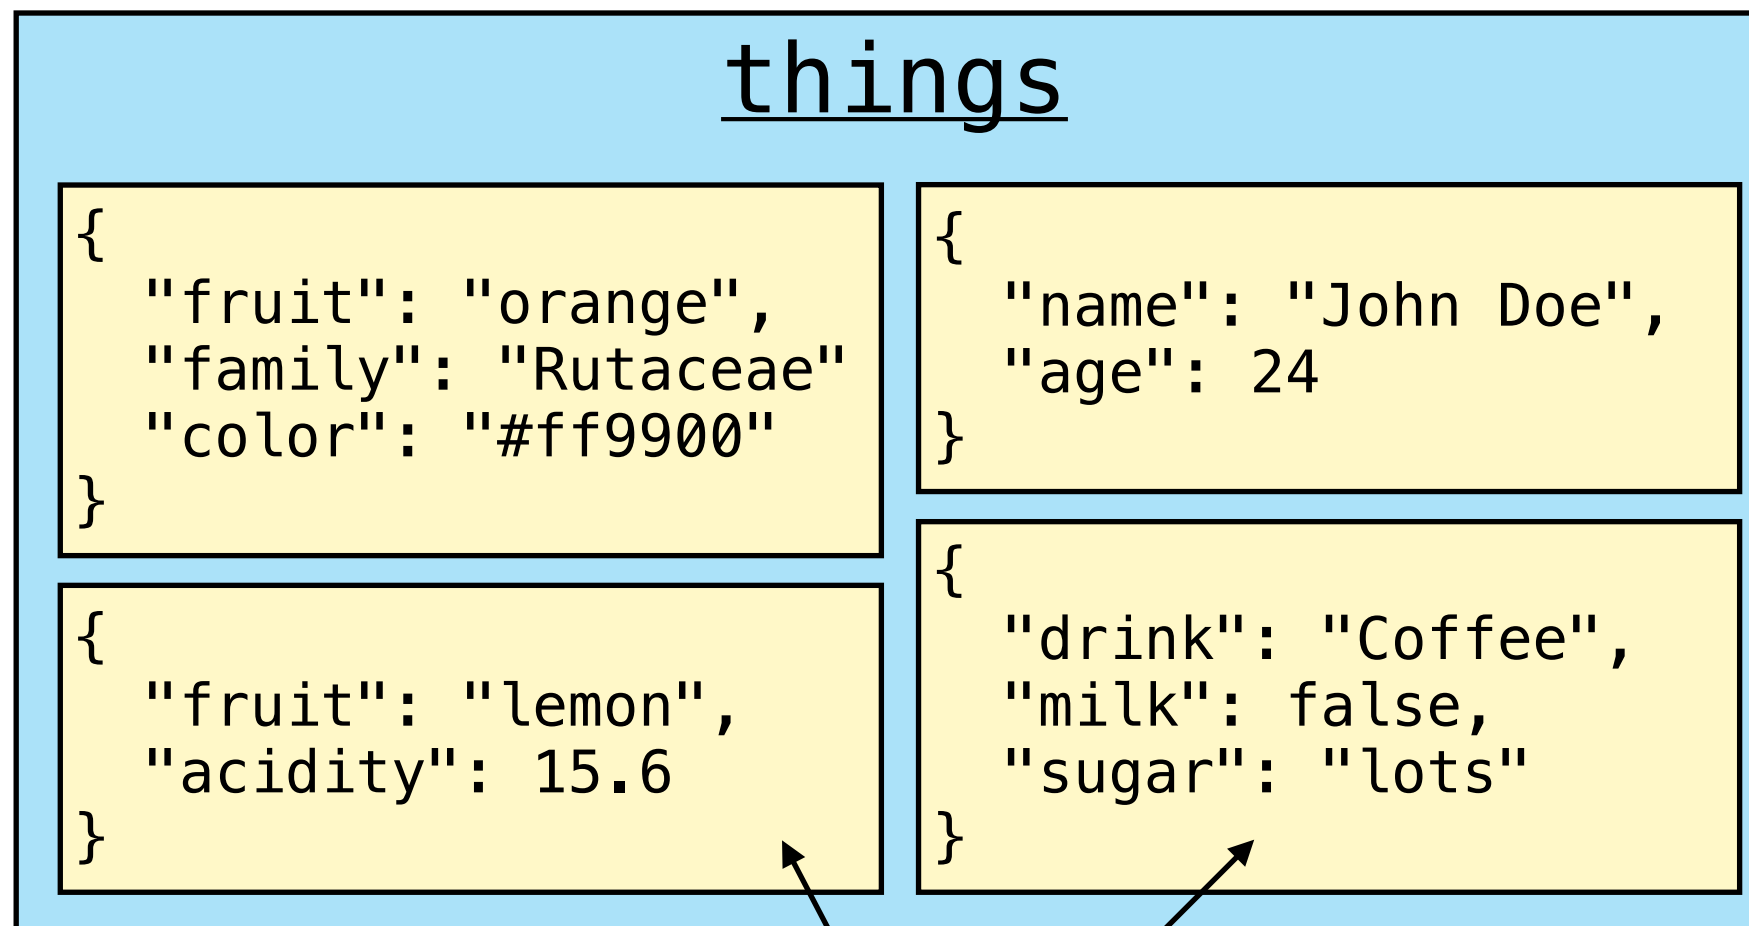 things
{
  "fruit": "orange",
  "family": "Rutaceae"
  "color": "#ff9900"
}
{
  "fruit": "lemon",
  "acidity": 15.6
}
{
  "name": "John Doe",
  "age": 24
}
{
  "drink": "Coffee",
  "milk": false,
  "sugar": "lots"
}